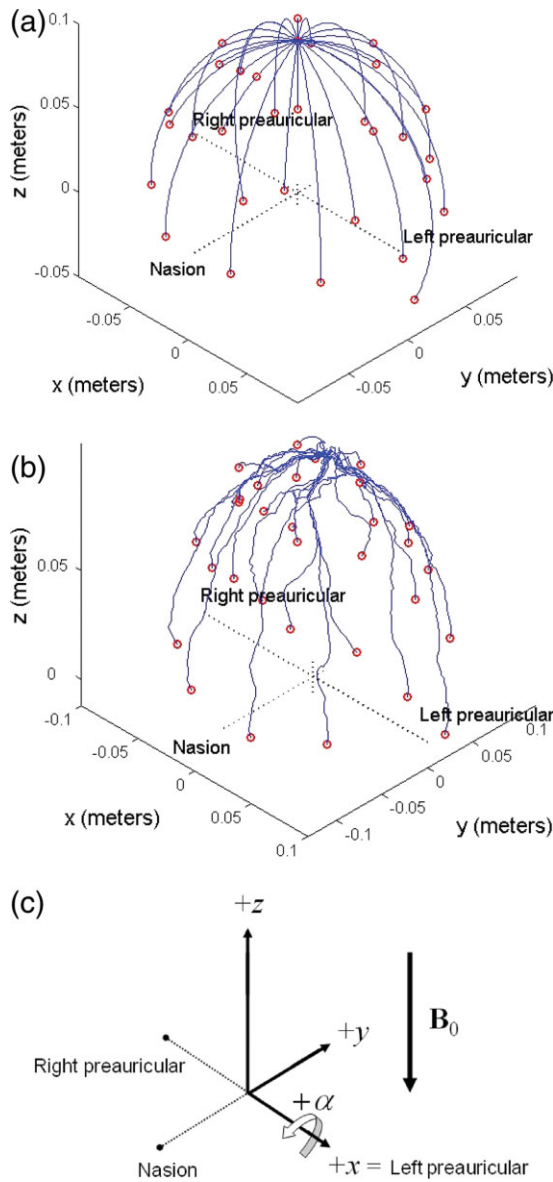 (a)
0.1
0.05
0
-0.05
z (meters)
Right preauricular
Left preauricular
Nasion
-0.05
0
0.05
x (meters)
-0.05
0
0.05
y (meters)
(b)
0.05
0
z (meters)
Right preauricular
Left preauricular
Nasion
-0.1
-0.05
0
0.05
0.1
x (meters)
-0.1
-0.05
0
0.05
0.1
y (meters)
(c)
+z
+y
B0
Right preauricular
+α
Nasion
+x = Left preauricular